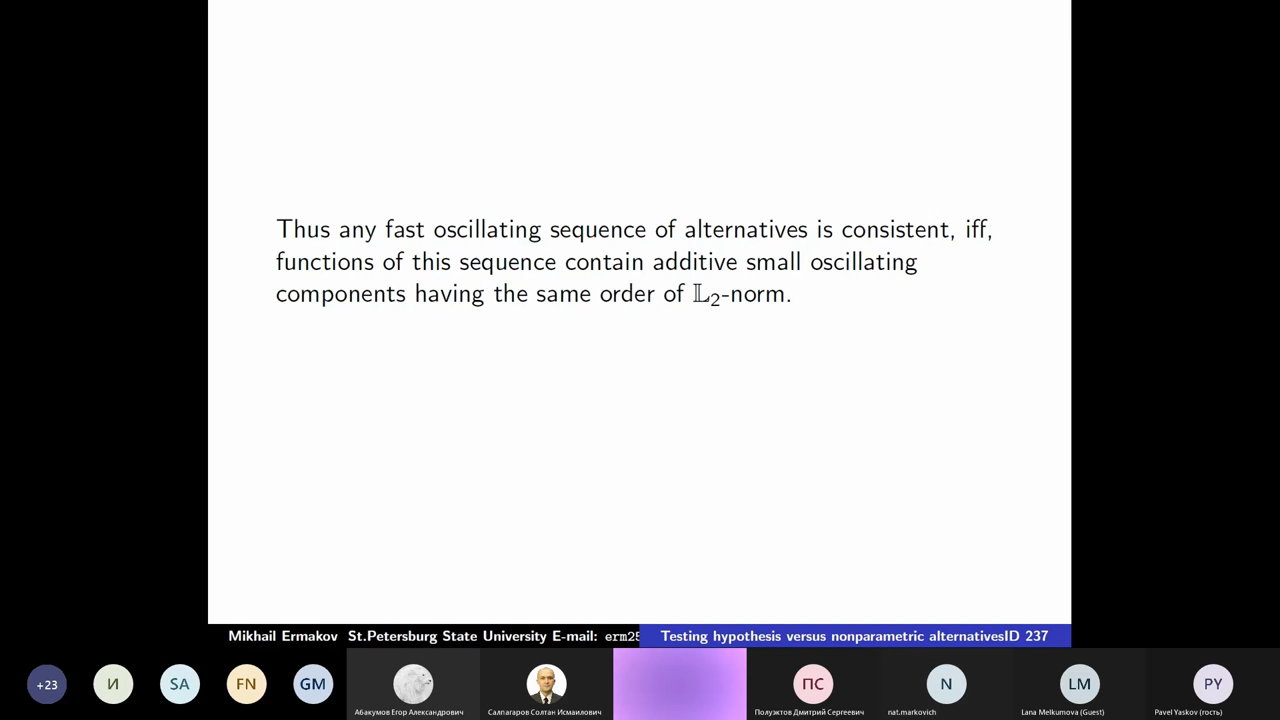 Thus any fast oscillating sequence of alternatives is consistent, iff,
functions of this sequence contain additive small oscillating
components having the same order of 𝕃₂-norm.
Mikhail Ermakov St.Petersburg State University E-mail: erm25
Testing hypothesis versus nonparametric alternativesID 237
+23
И
SA
FN
GM
Абакумов Егор Александрович
Салпагаров Солтан Исмаилович
ПС
Полуэктов Дмитрий Сергеевич
N
nat.markovich
LM
Lana Melkumova (Guest)
PY
Pavel Yaskov (гость)